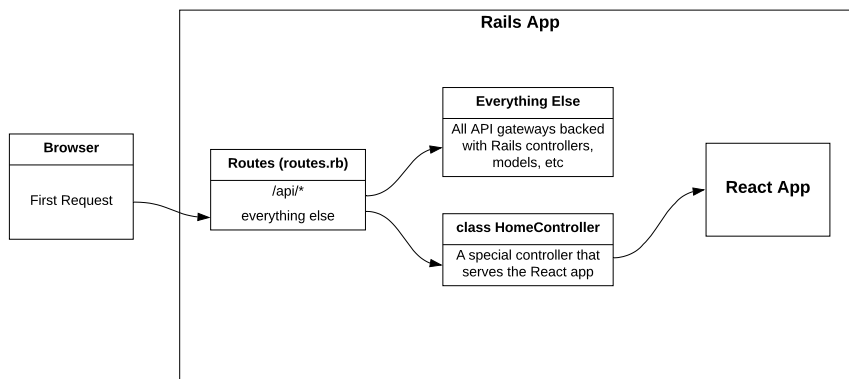 Rails App
Browser
First Request
Routes (routes.rb)
/api/*
everything else
Everything Else
All API gateways backed
with Rails controllers,
models, etc
class HomeController
A special controller that
serves the React app
React App